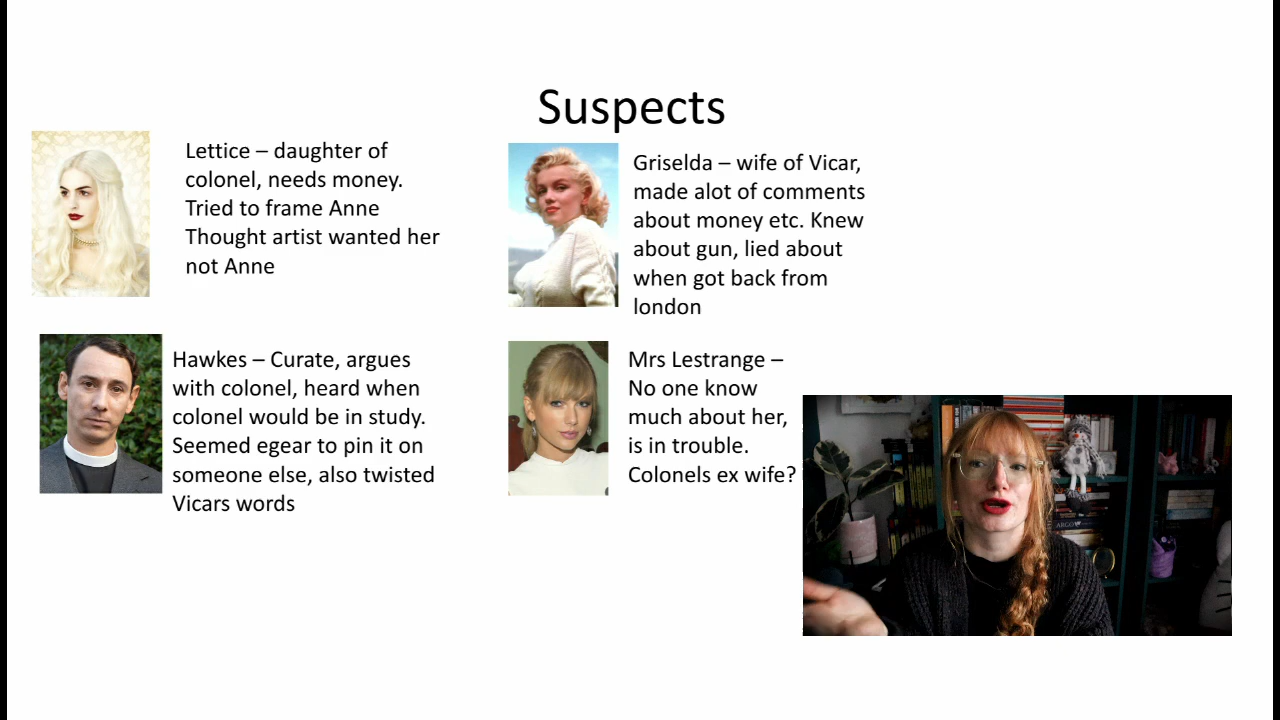 Suspects
Lettice – daughter of
colonel, needs money.
Tried to frame Anne
Thought artist wanted her
not Anne
Griselda – wife of Vicar,
made alot of comments
about money etc. Knew
about gun, lied about
when got back from
london
Hawkes – Curate, argues
with colonel, heard when
colonel would be in study.
Seemed egear to pin it on
someone else, also twisted
Vicars words
Mrs Lestrange –
No one know
much about her,
is in trouble.
Colonels ex wife?